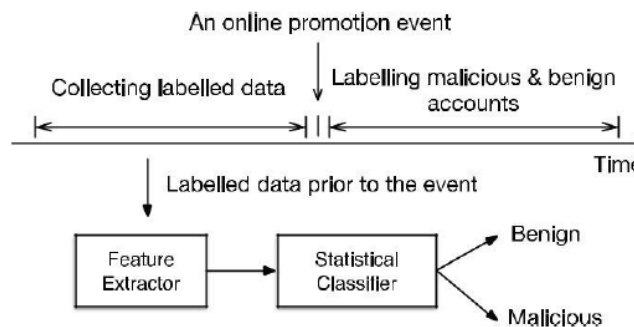 An online promotion event
Collecting labelled data
Labelling malicious & benign
accounts
Time
Labelled data prior to the event
Feature
Extractor
Statistical
Classifier
Benign
Malicious